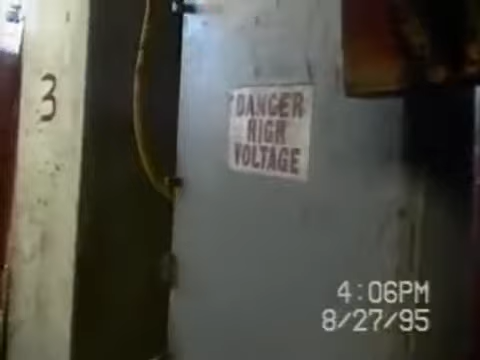 3
DANGER
HIGH
VOLTAGE
4:06PM
8/27/95